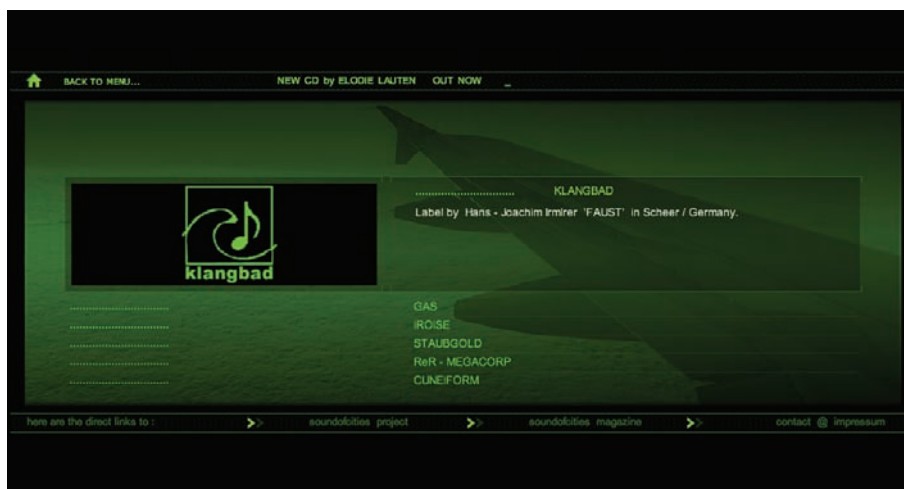 BACK TO MENU... NEW CD by ELODIE LAUTEN OUT NOW _
.............................. KLANGBAD
Label by Hans - Joachim Irmirer 'FAUST' in Scheer / Germany.
klangbad
.............................. GAS
.............................. IROISE
.............................. STAUBGOLD
.............................. ReR - MEGACORP
.............................. CUNEIFORM
here are the direct links to : >> soundofcities project >> soundofcities magazine >> contact @ impressum